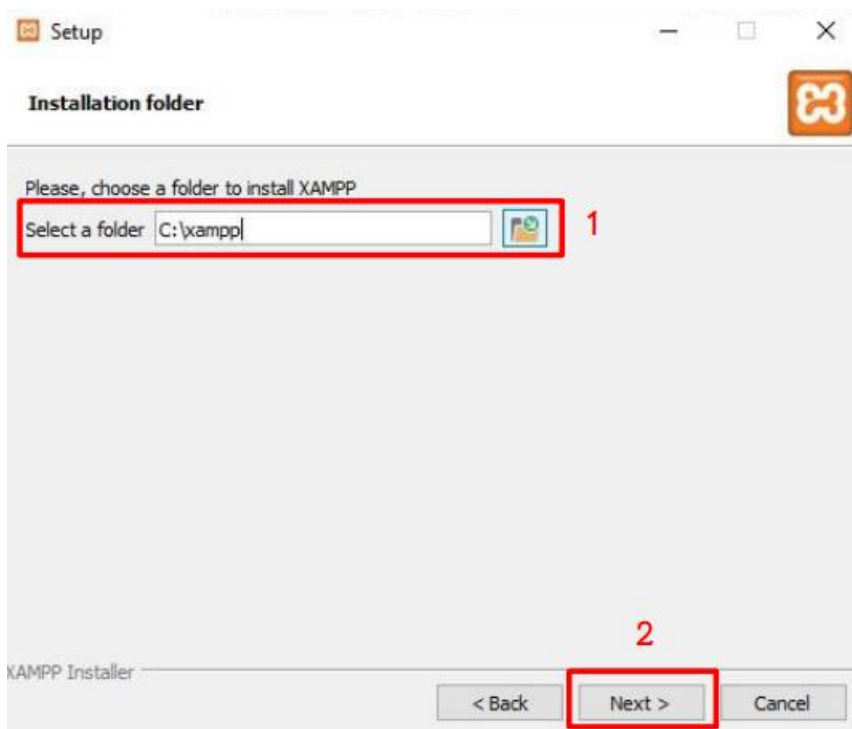 Setup
Installation folder
Please, choose a folder to install XAMPP
Select a folder C:\xampp 1
2
XAMPP Installer
< Back Next > Cancel